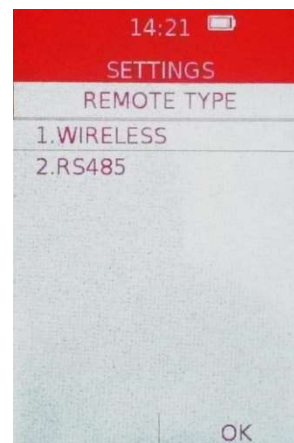 14:21
SETTINGS
REMOTE TYPE
1.WIRELESS
2.RS485
OK